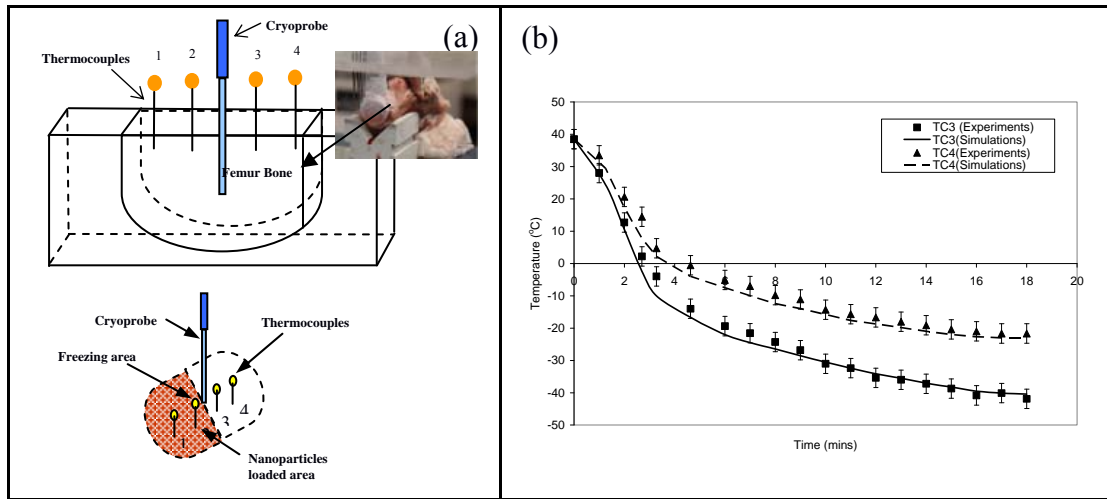 (a)
Cryoprobe
1 2 3 4
Thermocouples
Femur Bone
Cryoprobe
Thermocouples
Freezing area
3 4
1
Nanoparticles
loaded area
(b)
TC3 (Experiments)
TC3(Simulations)
TC4(Experiments)
TC4(Simulations)
50
40
30
20
10
0
-10
-20
-30
-40
-50
Temperature (°C)
0 2 4 6 8 10 12 14 16 18 20
Time (mins)